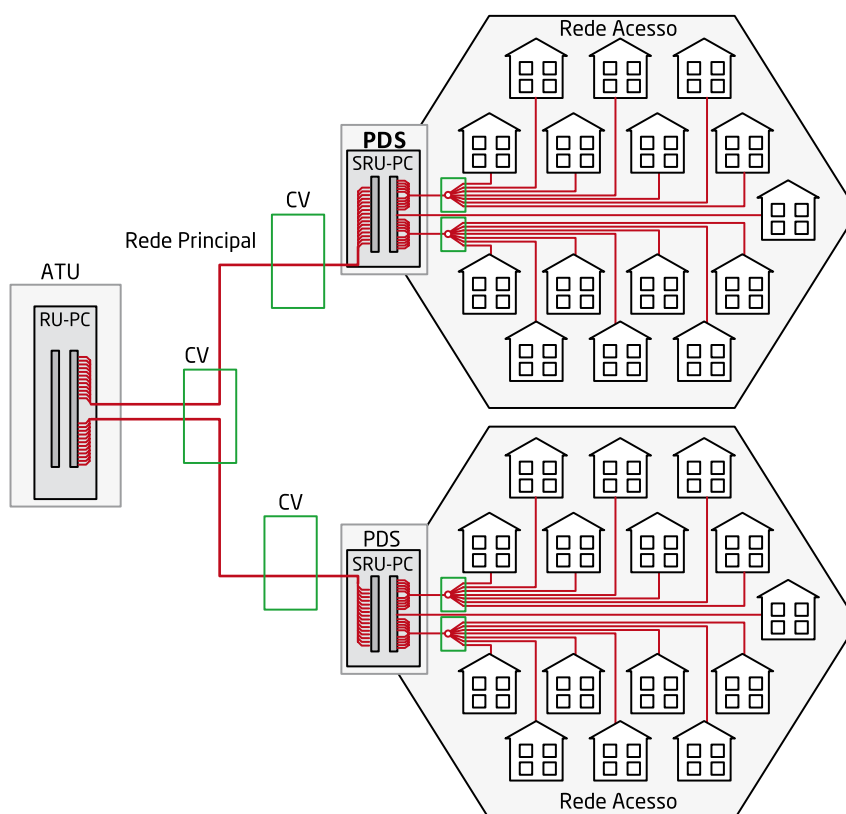 Rede Acesso
PDS
SRU-PC
CV
Rede Principal
ATU
RU-PC
CV
CV
PDS
SRU-PC
Rede Acesso